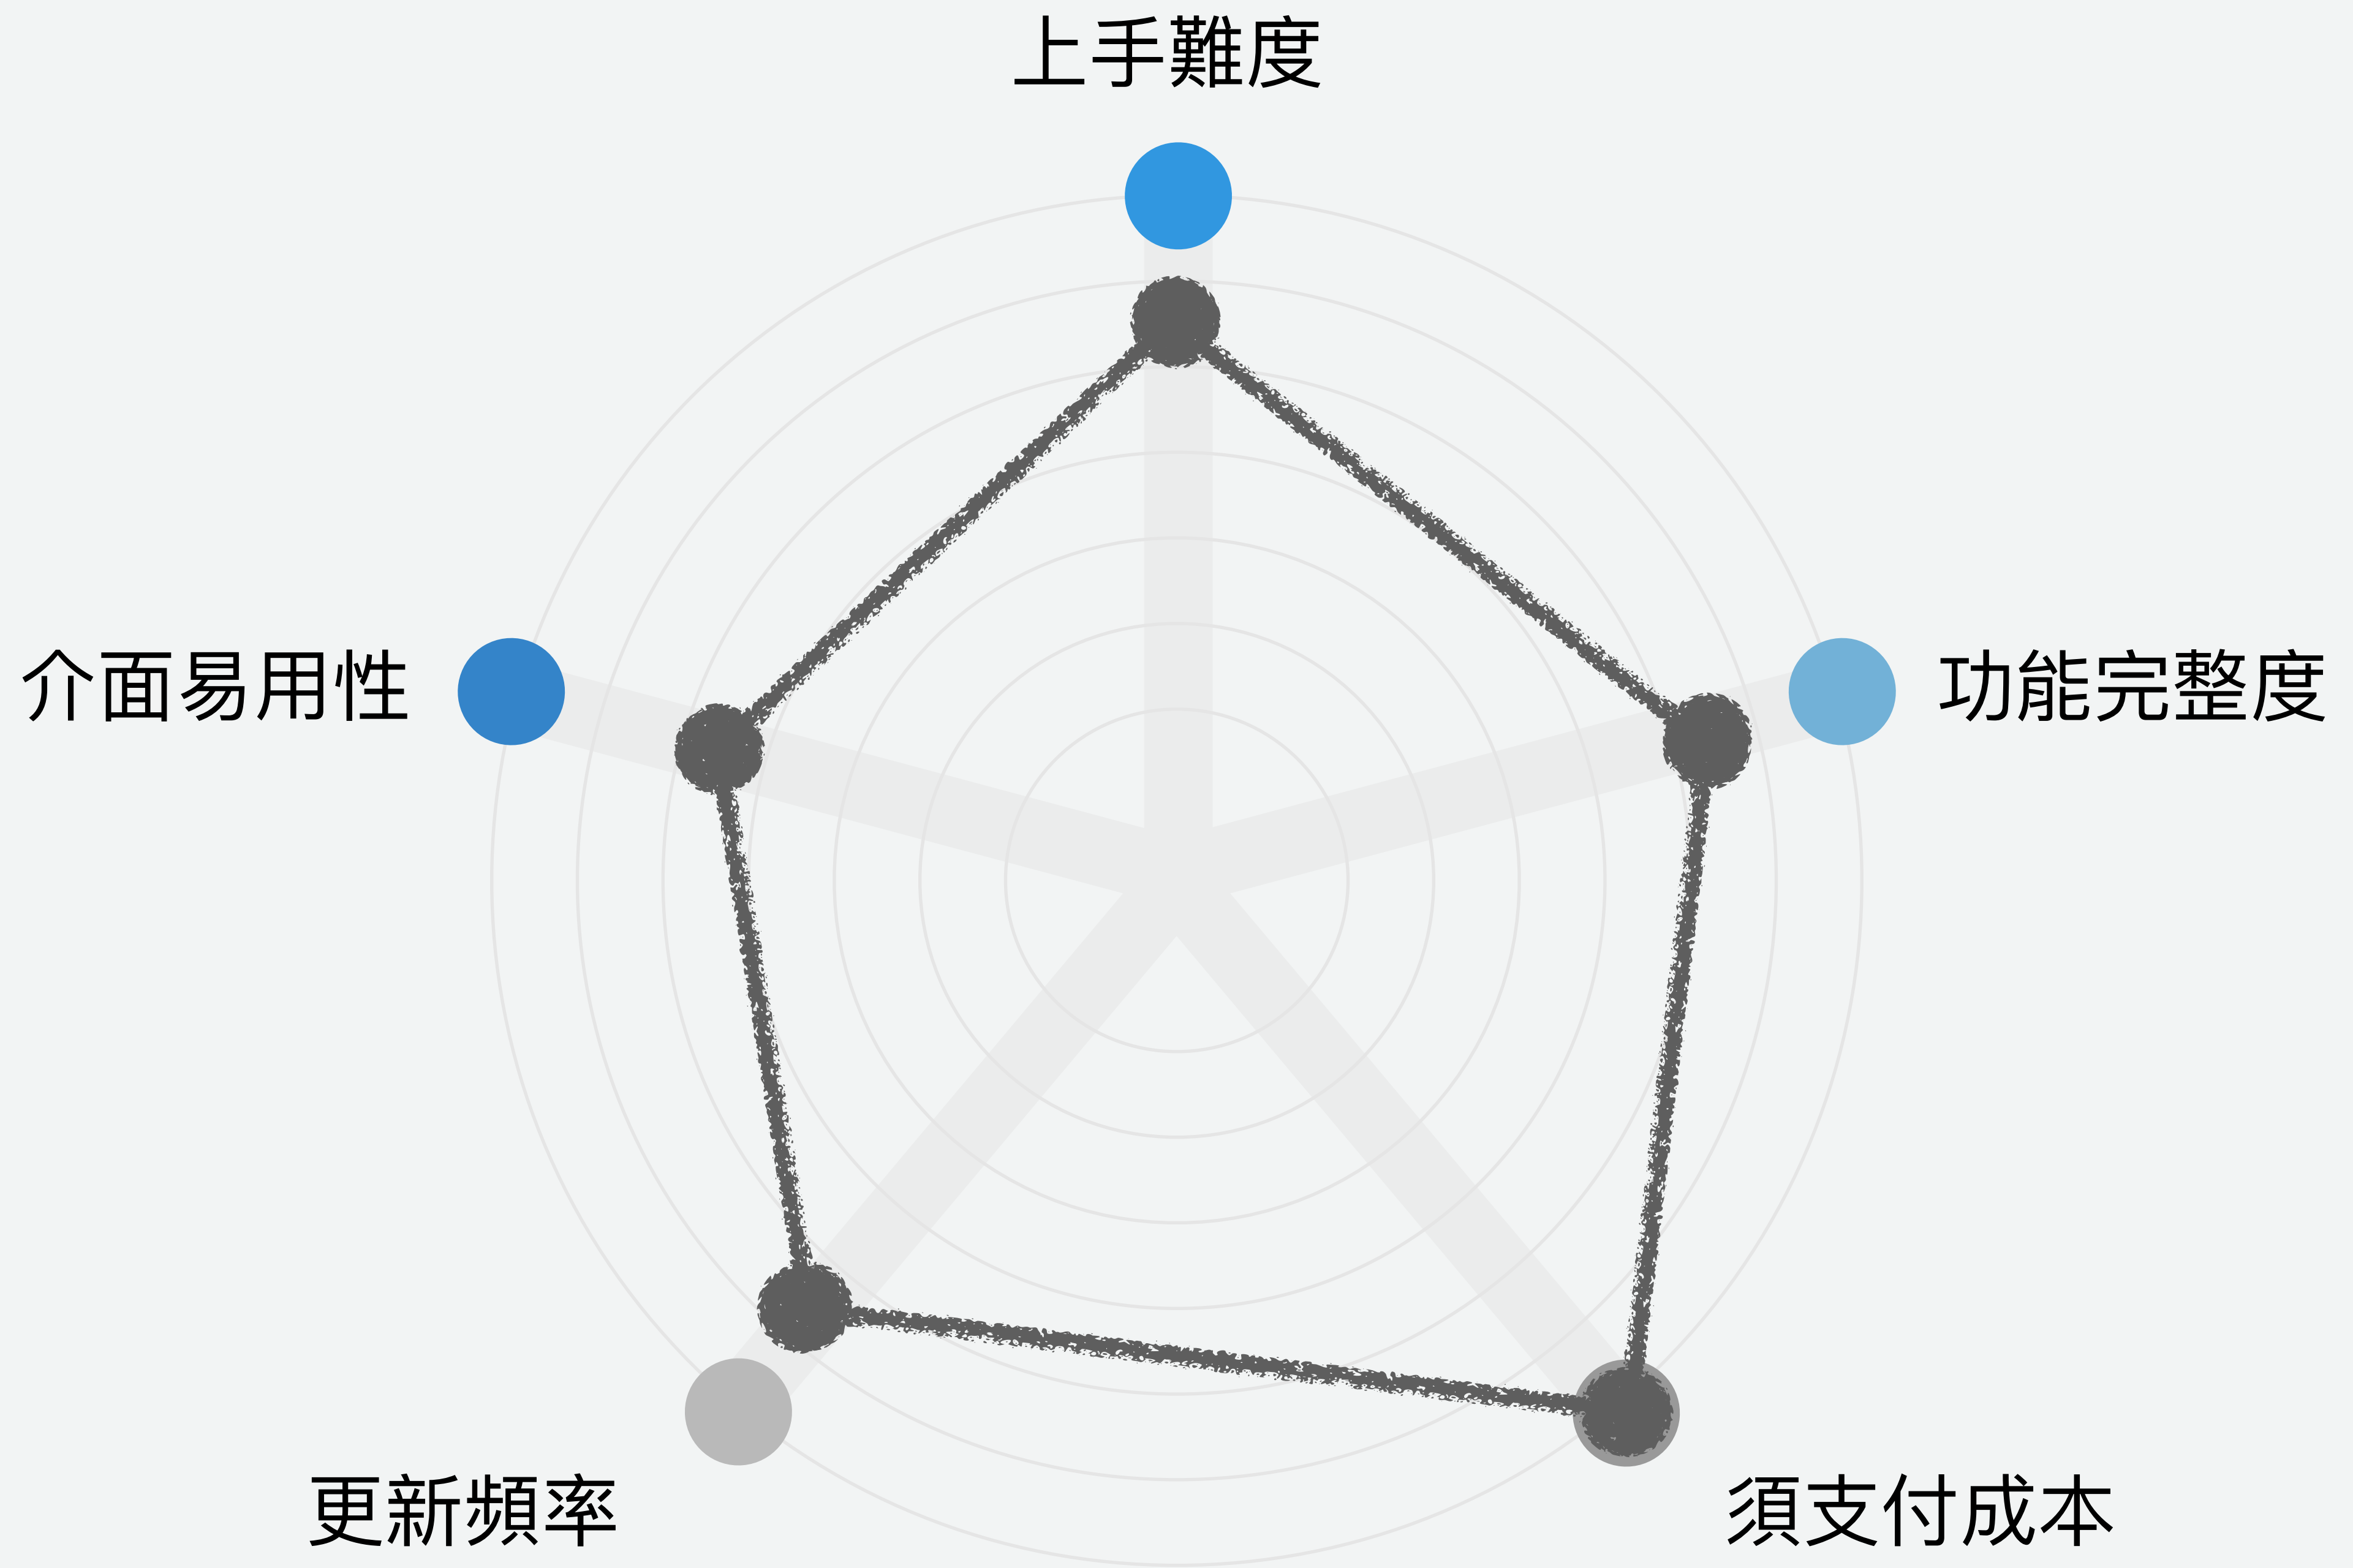 上手難度
介面易用性
功能完整度
更新頻率
須支付成本